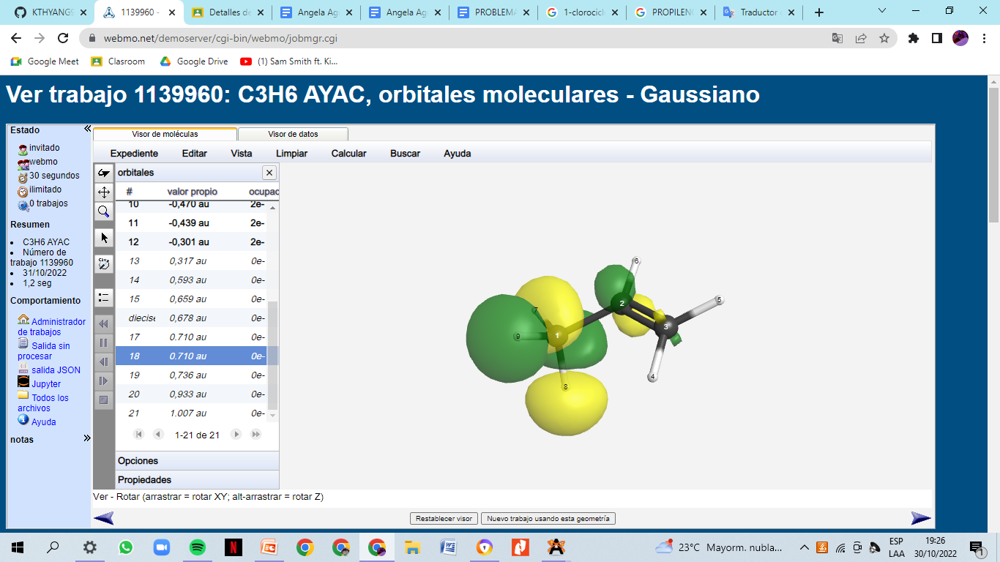 KTHYANG
1139960 -
Detalles de
Angela Ag
Angela Ag
PROBLEMA
1-clorocicl
PROPILENO
Traductor
webmo.net/demoserver/cgi-bin/webmo/jobmgr.cgi
Google Meet
Clasroom
Google Drive
(1) Sam Smith ft. Ki...
Ver trabajo 1139960: C3H6 AYAC, orbitales moleculares - Gaussiano
Estado
invitado
webmo
30 segundos
ilimitado
0 trabajos
Resumen
C3H6 AYAC
Número de
trabajo 1139960
31/10/2022
1,2 seg
Comportamiento
Administrador
de trabajos
Salida sin
procesar
salida JSON
Jupyter
Todos los
archivos
Ayuda
notas
Visor de moléculas
Visor de datos
Expediente Editar Vista Limpiar Calcular Buscar Ayuda
orbitales
# valor propio ocupac
10 -0,470 au 2e-
11 -0,439 au 2e-
12 -0,301 au 2e-
13 0,317 au 0e-
14 0,593 au 0e-
15 0,659 au 0e-
diecise 0,678 au 0e-
17 0.710 au 0e-
18 0.710 au 0e-
19 0,736 au 0e-
20 0,933 au 0e-
21 1.007 au 0e-
1-21 de 21
Opciones
Propiedades
6
5
2
3
7
1
9
4
8
Ver - Rotar (arrastrar = rotar XY; alt-arrastrar = rotar Z)
Restablecer visor
Nuevo trabajo usando esta geometría
23°C Mayorm. nubla...
ESP
LAA
19:26
30/10/2022
1